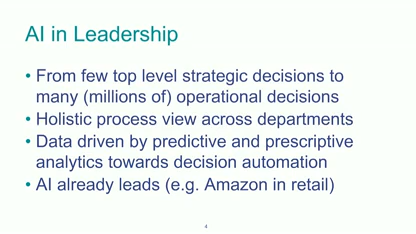 AI in Leadership
• From few top level strategic decisions to
many (millions of) operational decisions
• Holistic process view across departments
• Data driven by predictive and prescriptive
analytics towards decision automation
• AI already leads (e.g. Amazon in retail)
4